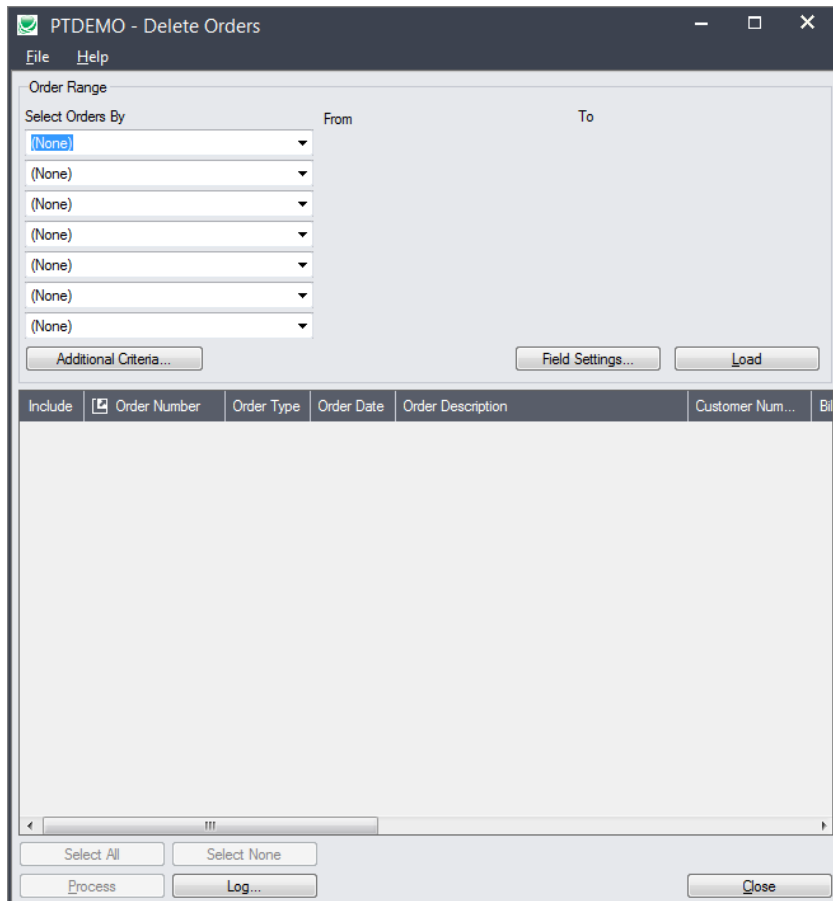 PTDEMO - Delete Orders
File Help
Order Range
Select Orders By From To
(None)
(None)
(None)
(None)
(None)
(None)
(None)
Additional Criteria... Field Settings... Load
Include Order Number Order Type Order Date Order Description Customer Num... Bil
Select All Select None
Process Log... Close